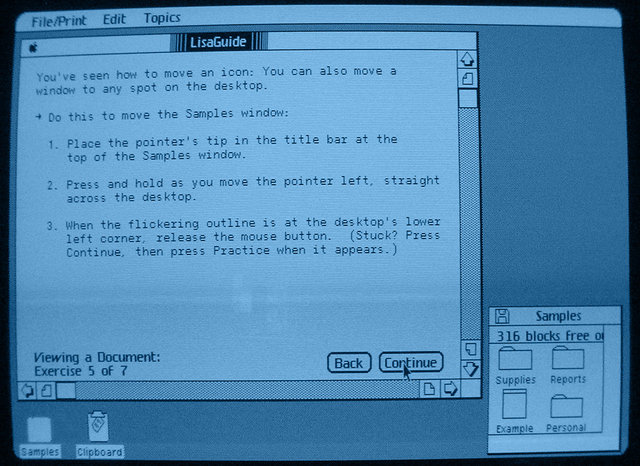 File/Print Edit Topics
LisaGuide
You've seen how to move an icon: You can also move a
window to any spot on the desktop.
→ Do this to move the Samples window:
1. Place the pointer's tip in the title bar at the
top of the Samples window.
2. Press and hold as you move the pointer left, straight
across the desktop.
3. When the flickering outline is at the desktop's lower
left corner, release the mouse button. (Stuck? Press
Continue, then press Practice when it appears.)
Viewing a Document:
Exercise 5 of 7
Back Continue
Samples
316 blocks free o
Supplies Reports
Example Personal
Samples Clipboard